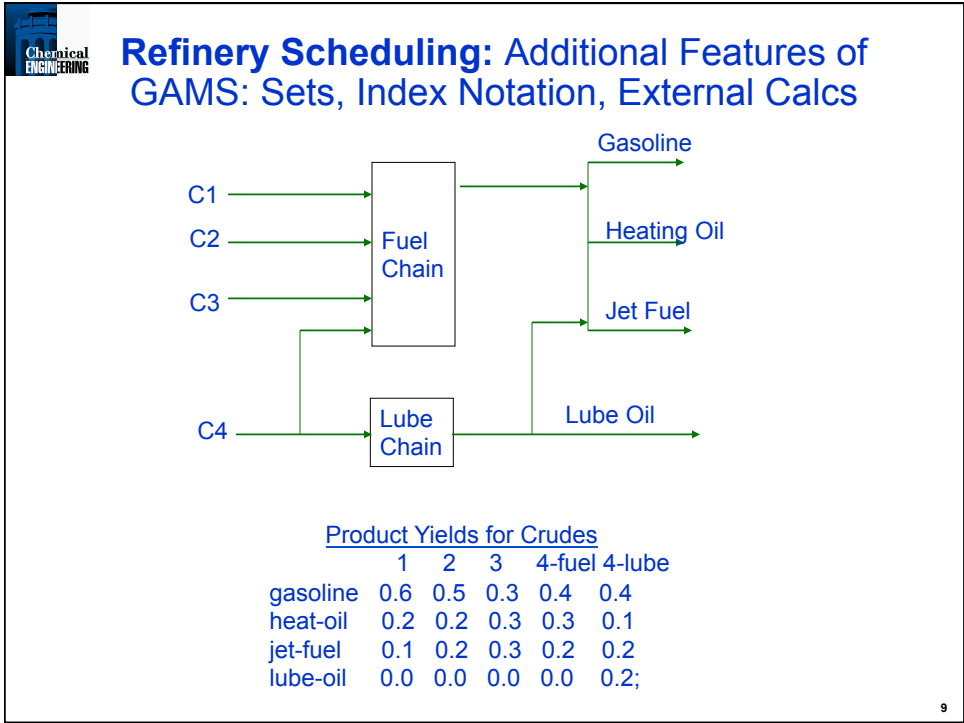 Chemical
ENGINEERING
Refinery Scheduling: Additional Features of
GAMS: Sets, Index Notation, External Calcs
Gasoline
C1
C2
Fuel
Chain
Heating Oil
C3
Jet Fuel
C4
Lube
Chain
Lube Oil
Product Yields for Crudes
1 2 3 4-fuel 4-lube
gasoline 0.6 0.5 0.3 0.4 0.4
heat-oil 0.2 0.2 0.3 0.3 0.1
jet-fuel 0.1 0.2 0.3 0.2 0.2
lube-oil 0.0 0.0 0.0 0.0 0.2;
9